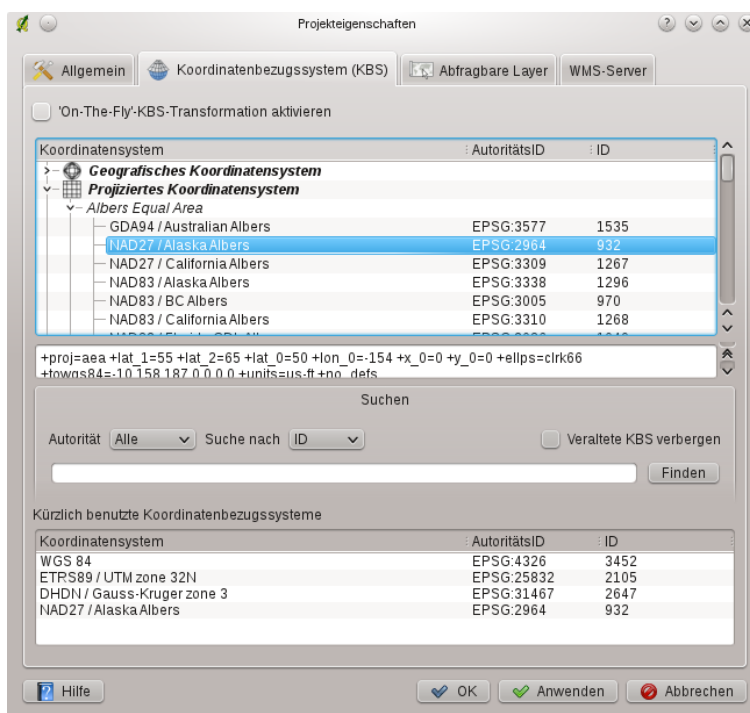 Projekteigenschaften
Allgemein
Koordinatenbezugssystem (KBS)
Abfragbare Layer
WMS-Server
'On-The-Fly'-KBS-Transformation aktivieren
Koordinatensystem AutoritätsID ID
Geografisches Koordinatensystem
Projiziertes Koordinatensystem
Albers Equal Area
GDA94 / Australian Albers EPSG:3577 1535
NAD27 / Alaska Albers EPSG:2964 932
NAD27 / California Albers EPSG:3309 1267
NAD83 / Alaska Albers EPSG:3338 1296
NAD83 / BC Albers EPSG:3005 970
NAD83 / California Albers EPSG:3310 1268
+proj=aea +lat_1=55 +lat_2=65 +lat_0=50 +lon_0=-154 +x_0=0 +y_0=0 +ellps=clrk66
+towgs84=-10,158,187,0,0,0,0 +units=us-ft +no_defs
Suchen
Autorität Alle Suche nach ID Veraltete KBS verbergen
Finden
Kürzlich benutzte Koordinatenbezugssysteme
Koordinatensystem AutoritätsID ID
WGS 84 EPSG:4326 3452
ETRS89 / UTM zone 32N EPSG:25832 2105
DHDN / Gauss-Kruger zone 3 EPSG:31467 2647
NAD27 / Alaska Albers EPSG:2964 932
Hilfe OK Anwenden Abbrechen